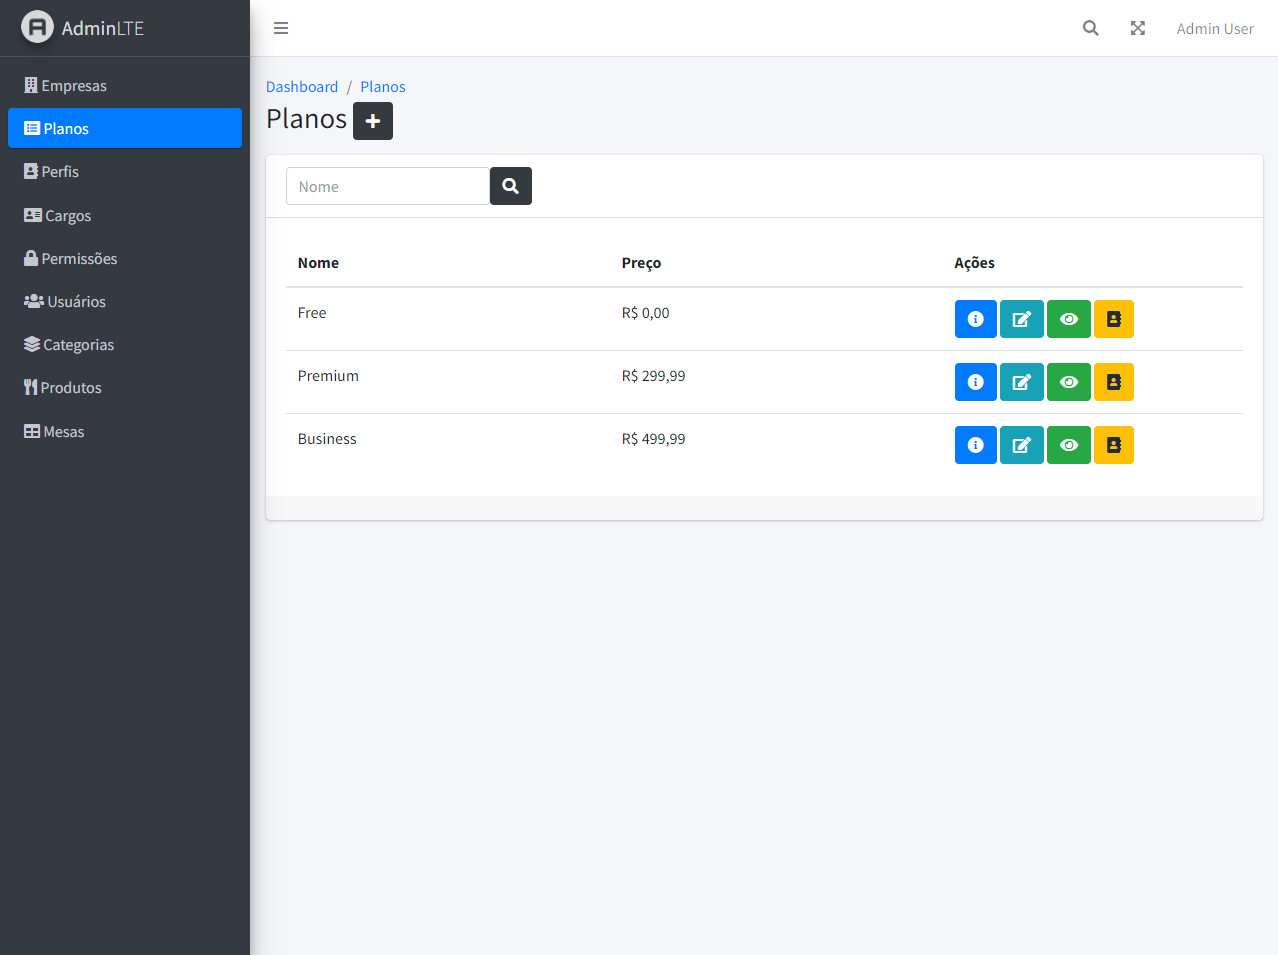 AdminLTE
Admin User
Empresas
Planos
Perfis
Cargos
Permissões
Usuários
Categorias
Produtos
Mesas
Dashboard / Planos
Planos
Nome
Nome Preço Ações
Free R$ 0,00
Premium R$ 299,99
Business R$ 499,99